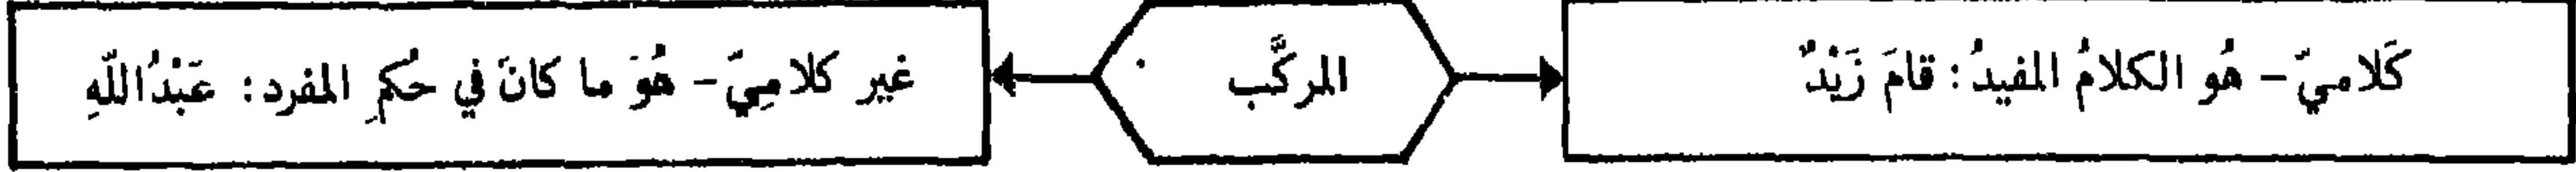 كَلاميّ - هُو الكلامُ المفيدُ: قامَ زَيْدٌ
المركَّب
غير كلامِيّ - هُوَ ما كانَ في حُكمِ المفرد: عَبْدُاللّهِ